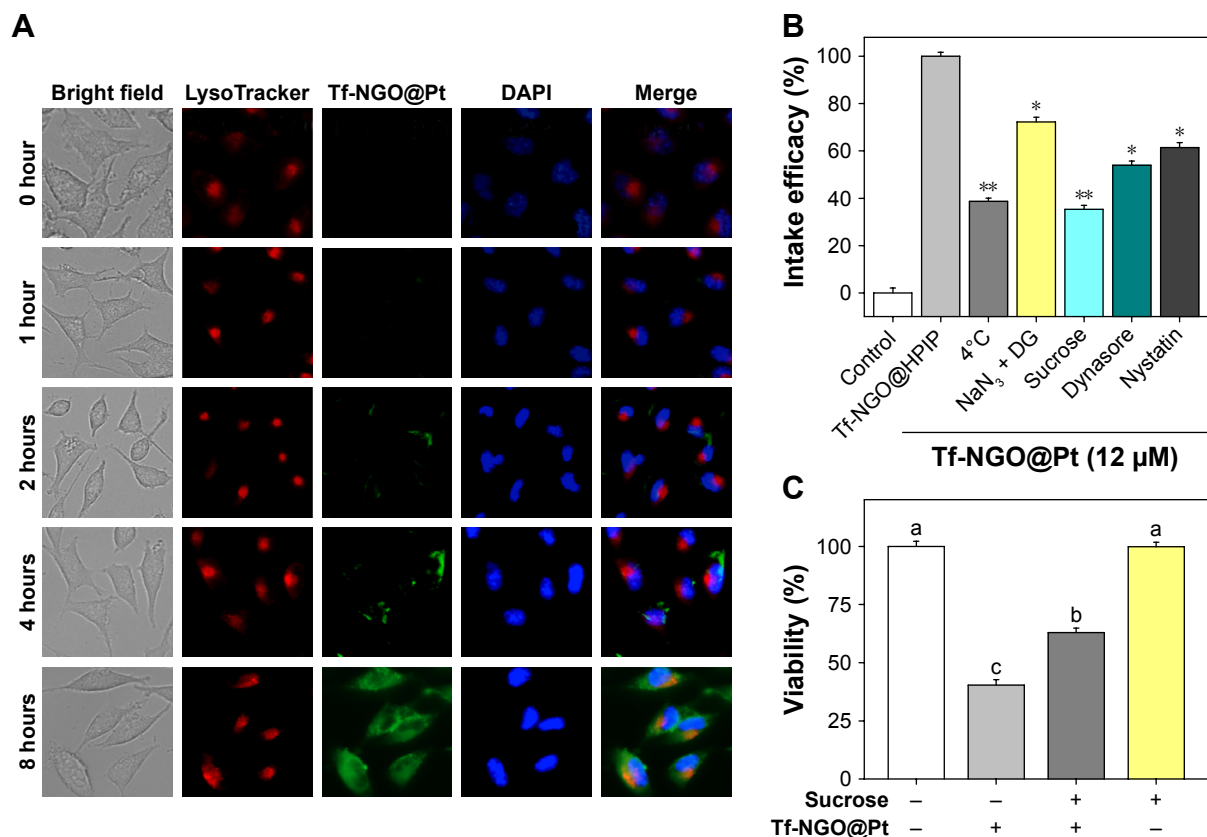 A
Bright field LysoTracker Tf-NGO@Pt DAPI Merge
0 hour
1 hour
2 hours
4 hours
8 hours
B
Intake efficacy (%)
100
80
60
40
20
0
**
*
**
*
*
Control
Tf-NGO@HPIP
4°C
NaN₃ + DG
Sucrose
Dynasore
Nystatin
Tf-NGO@Pt (12 µM)
C
Viability (%)
100
75
50
25
0
a
c
b
a
Sucrose – – + +
Tf-NGO@Pt – + + –